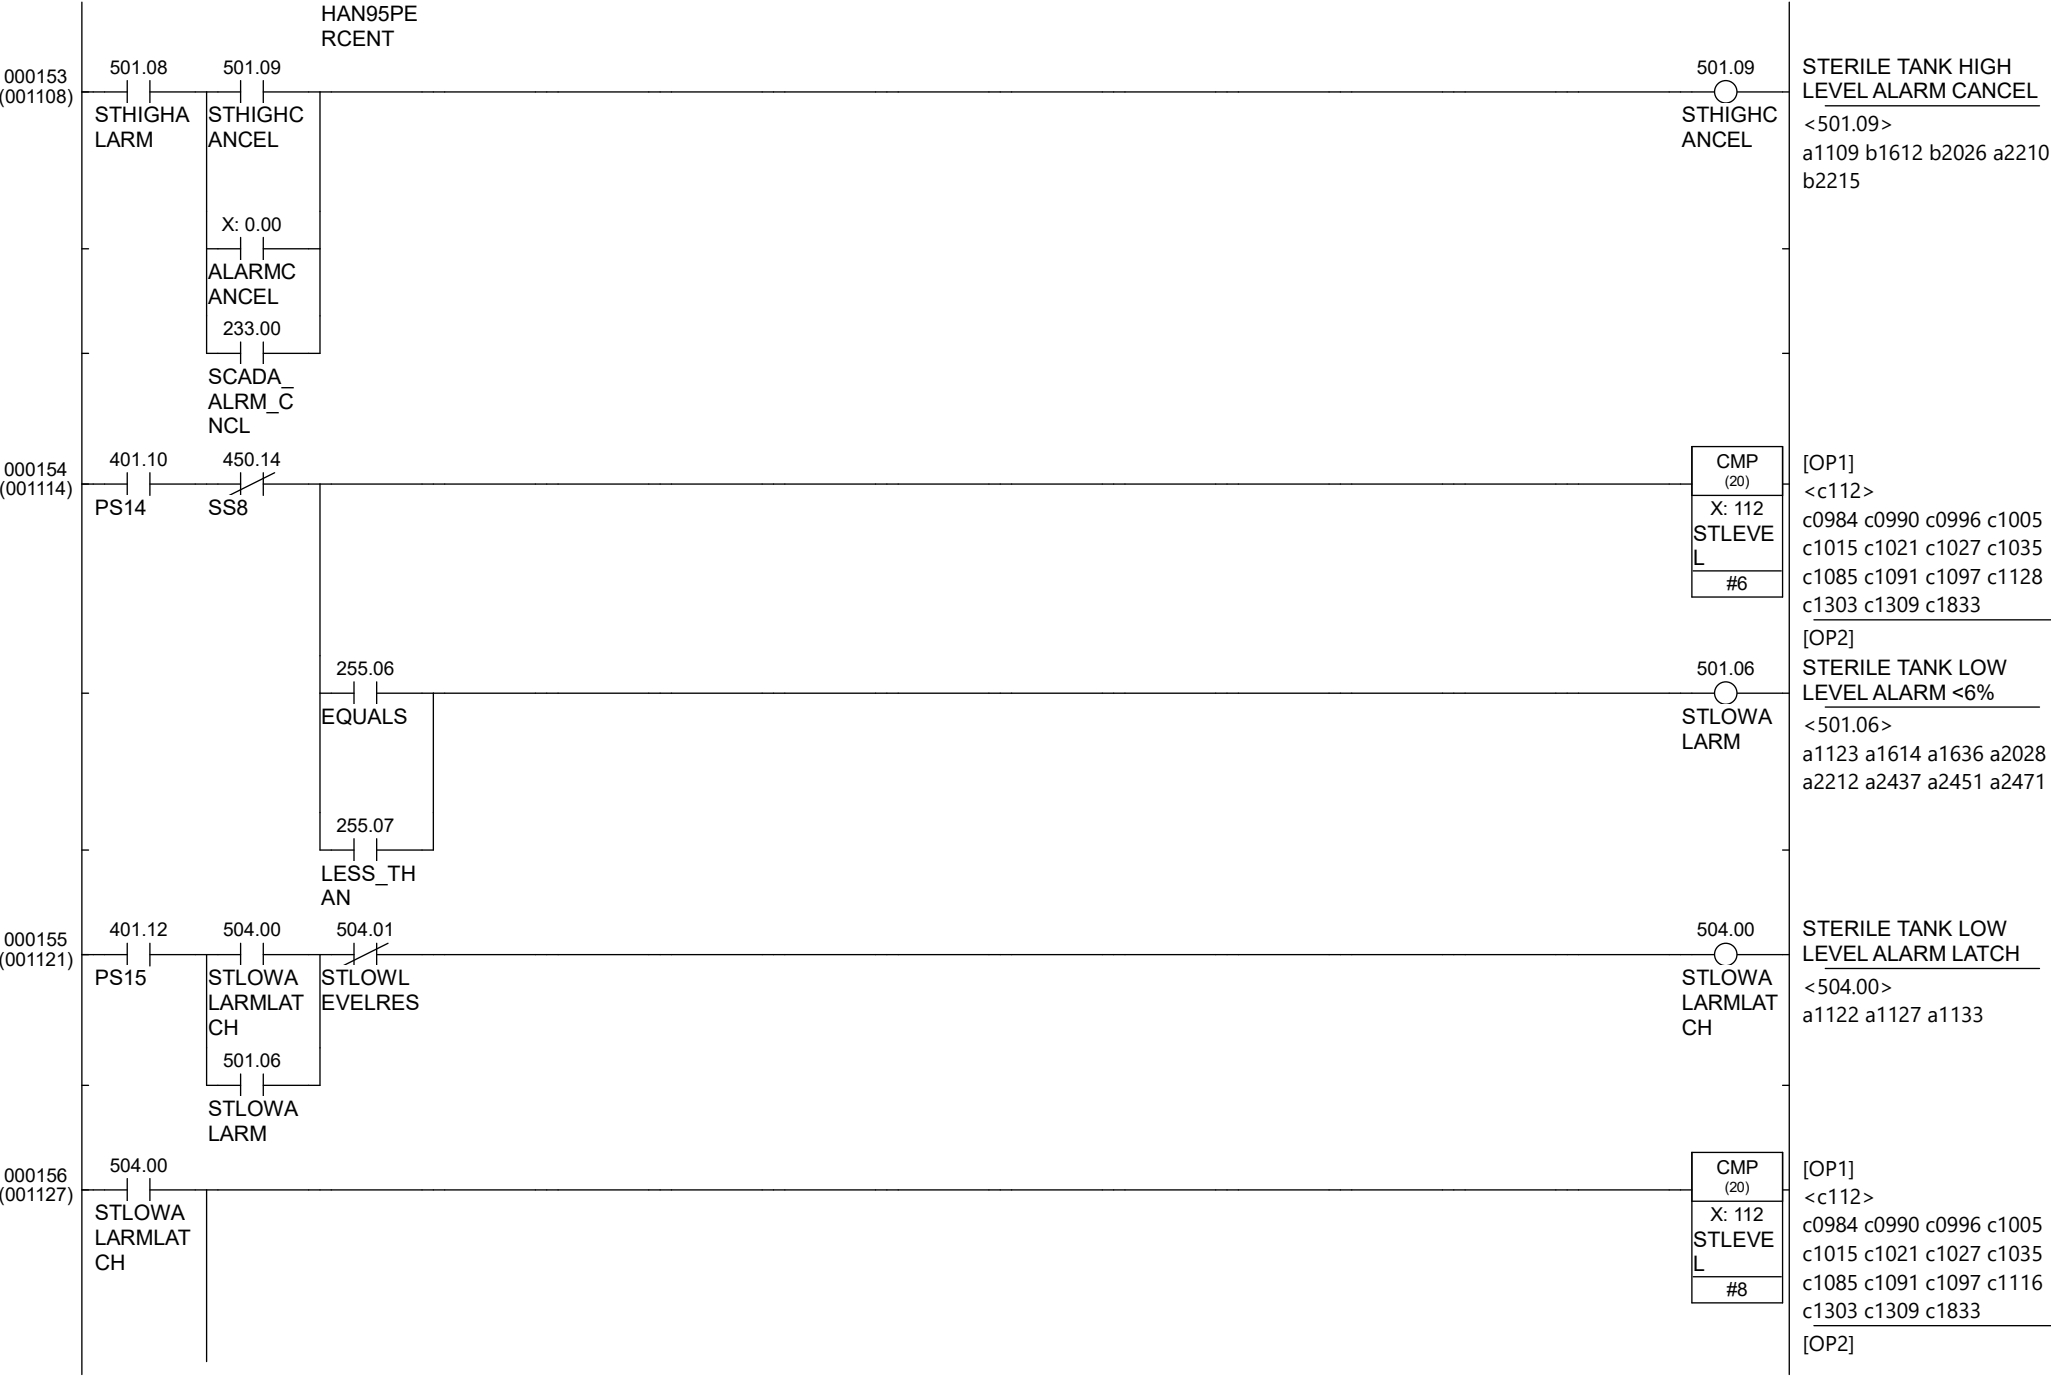 HAN95PE
RCENT
000153
(001108)
501.08
STHIGHA
LARM
501.09
STHIGHC
ANCEL
501.09
STHIGHC
ANCEL
STERILE TANK HIGH
LEVEL ALARM CANCEL
<501.09>
a1109 b1612 b2026 a2210
b2215
X: 0.00
ALARMC
ANCEL
233.00
SCADA_
ALRM_C
NCL
000154
(001114)
401.10
PS14
450.14
SS8
CMP
(20)
X: 112
STLEVE
L
#6
[OP1]
<c112>
c0984 c0990 c0996 c1005
c1015 c1021 c1027 c1035
c1085 c1091 c1097 c1128
c1303 c1309 c1833
[OP2]
255.06
EQUALS
501.06
STLOWA
LARM
STERILE TANK LOW
LEVEL ALARM <6%
<501.06>
a1123 a1614 a1636 a2028
a2212 a2437 a2451 a2471
255.07
LESS_TH
AN
000155
(001121)
401.12
PS15
504.00
STLOWA
LARMLAT
CH
504.01
STLOWL
EVELRES
504.00
STLOWA
LARMLAT
CH
STERILE TANK LOW
LEVEL ALARM LATCH
<504.00>
a1122 a1127 a1133
501.06
STLOWA
LARM
000156
(001127)
504.00
STLOWA
LARMLAT
CH
CMP
(20)
X: 112
STLEVE
L
#8
[OP1]
<c112>
c0984 c0990 c0996 c1005
c1015 c1021 c1027 c1035
c1085 c1091 c1097 c1116
c1303 c1309 c1833
[OP2]